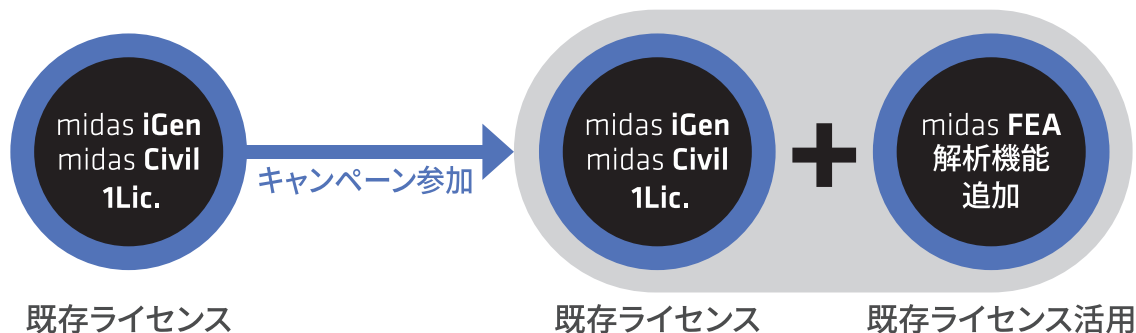 midas iGen
midas Civil
1Lic.
キャンペーン参加
midas iGen
midas Civil
1Lic.
+
midas FEA
解析機能
追加
既存ライセンス
既存ライセンス
既存ライセンス活用